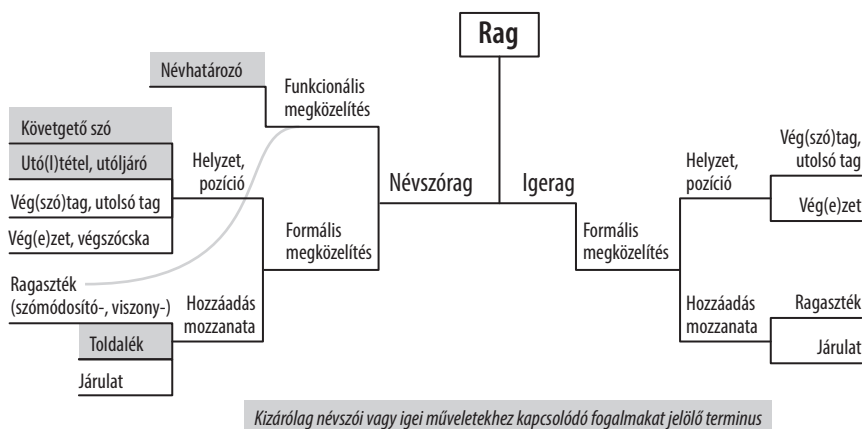 Rag
Névhatározó
Funkcionális
megközelítés
Követgető szó
Utó(l)tétel, utóljáró
Vég(szó)tag, utolsó tag
Vég(e)zet, végszócska
Helyzet,
pozíció
Névszórag
Igerag
Formális
megközelítés
Ragaszték
(szómódosító-, viszony-)
Toldalék
Járulat
Hozzáadás
mozzanata
Formális
megközelítés
Helyzet,
pozíció
Vég(szó)tag,
utolsó tag
Vég(e)zet
Hozzáadás
mozzanata
Ragaszték
Járulat
Kizárólag névszói vagy igei műveletekhez kapcsolódó fogalmakat jelölő terminus